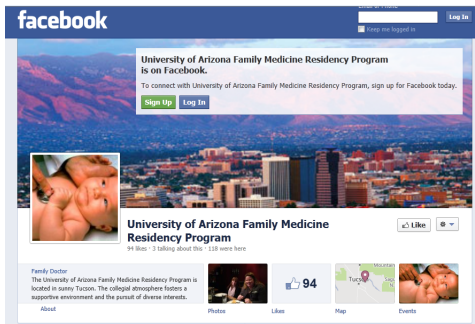 Email or Phone
facebook
Log In
Keep me logged in
University of Arizona Family Medicine Residency Program
is on Facebook.
To connect with University of Arizona Family Medicine Residency Program, sign up for Facebook today.
Sign Up
Log In
University of Arizona Family Medicine
Residency Program
Like
94 likes · 2 talking about this · 118 were here
Family Doctor
The University of Arizona Family Medicine Residency Program is
located in sunny Tucson. The collegial atmosphere fosters a
supportive environment and the pursuit of diverse interests.
About
94
Photos
Likes
Map
Events